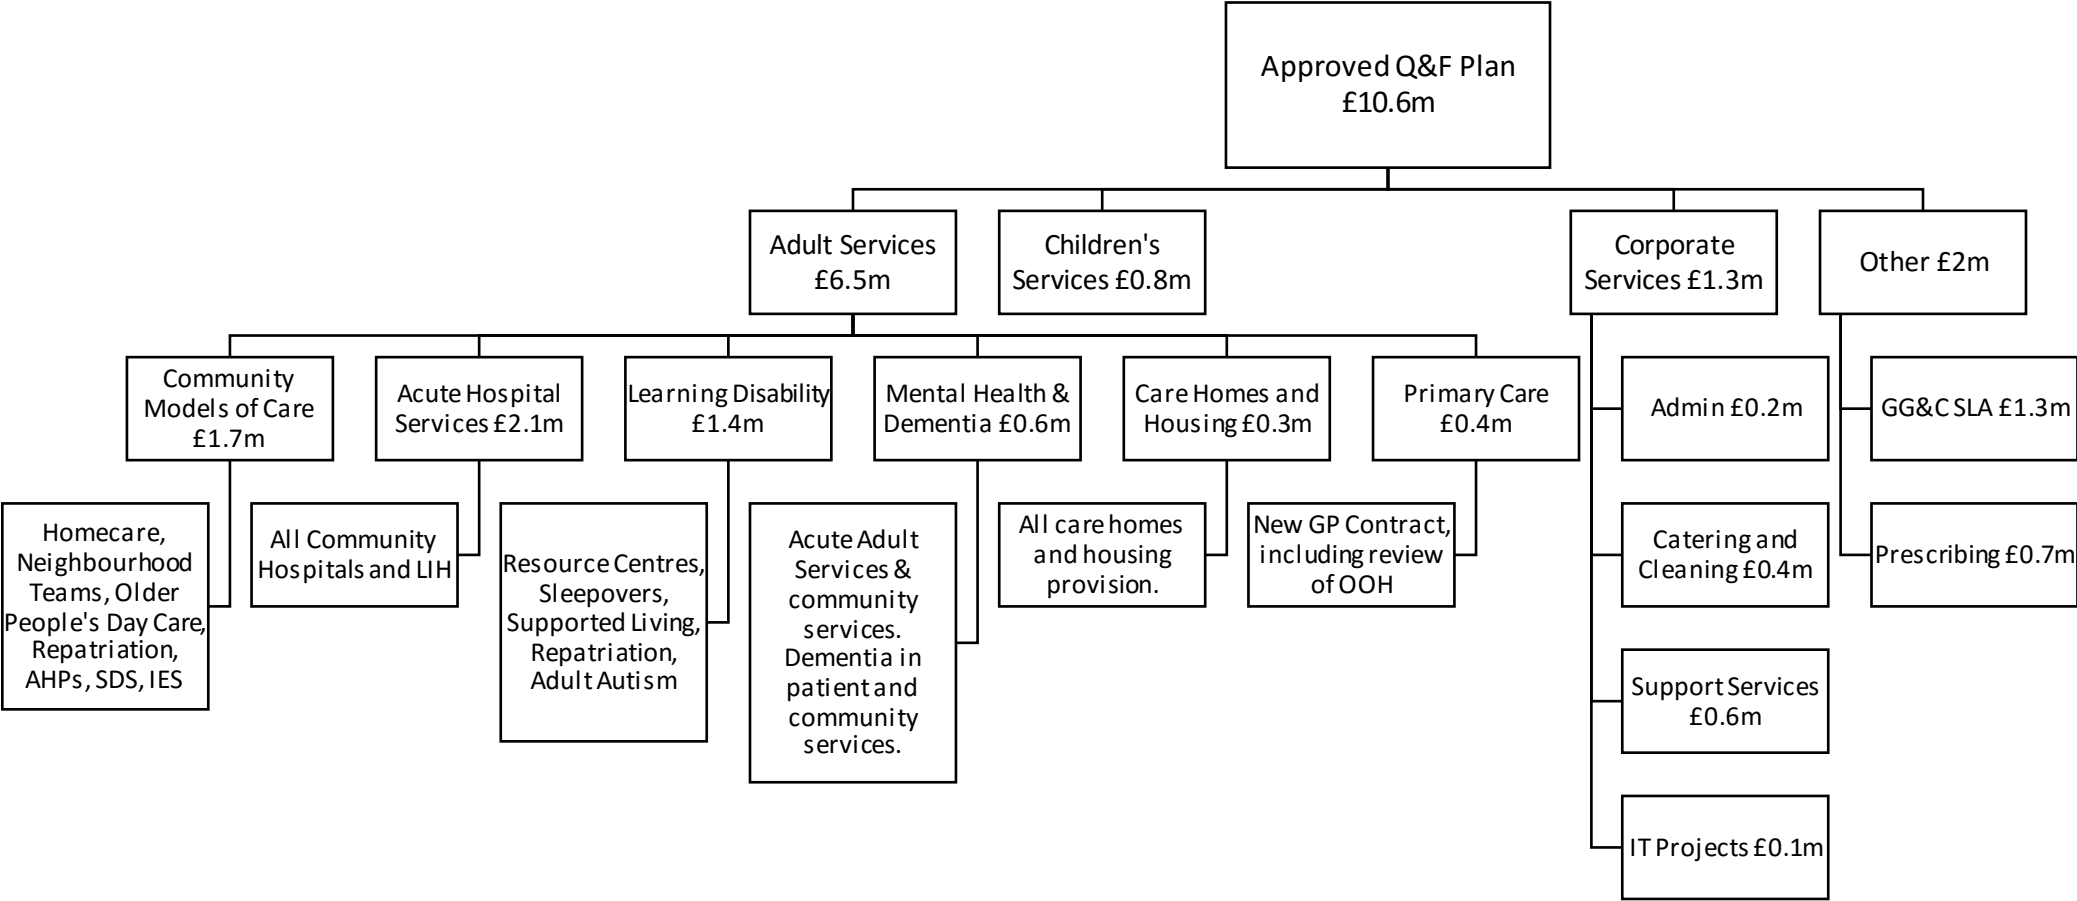 Approved Q&F Plan
£10.6m
Adult Services
£6.5m
Children's
Services £0.8m
Corporate
Services £1.3m
Other £2m
Community
Models of Care
£1.7m
Acute Hospital
Services £2.1m
Learning Disability
£1.4m
Mental Health &
Dementia £0.6m
Care Homes and
Housing £0.3m
Primary Care
£0.4m
Admin £0.2m
GG&C SLA £1.3m
Homecare,
Neighbourhood
Teams, Older
People's Day Care,
Repatriation,
AHPs, SDS, IES
All Community
Hospitals and LIH
Resource Centres,
Sleepovers,
Supported Living,
Repatriation,
Adult Autism
Acute Adult
Services &
community
services.
Dementia in
patient and
community
services.
All care homes
and housing
provision.
New GP Contract,
including review
of OOH
Catering and
Cleaning £0.4m
Prescribing £0.7m
Support Services
£0.6m
IT Projects £0.1m